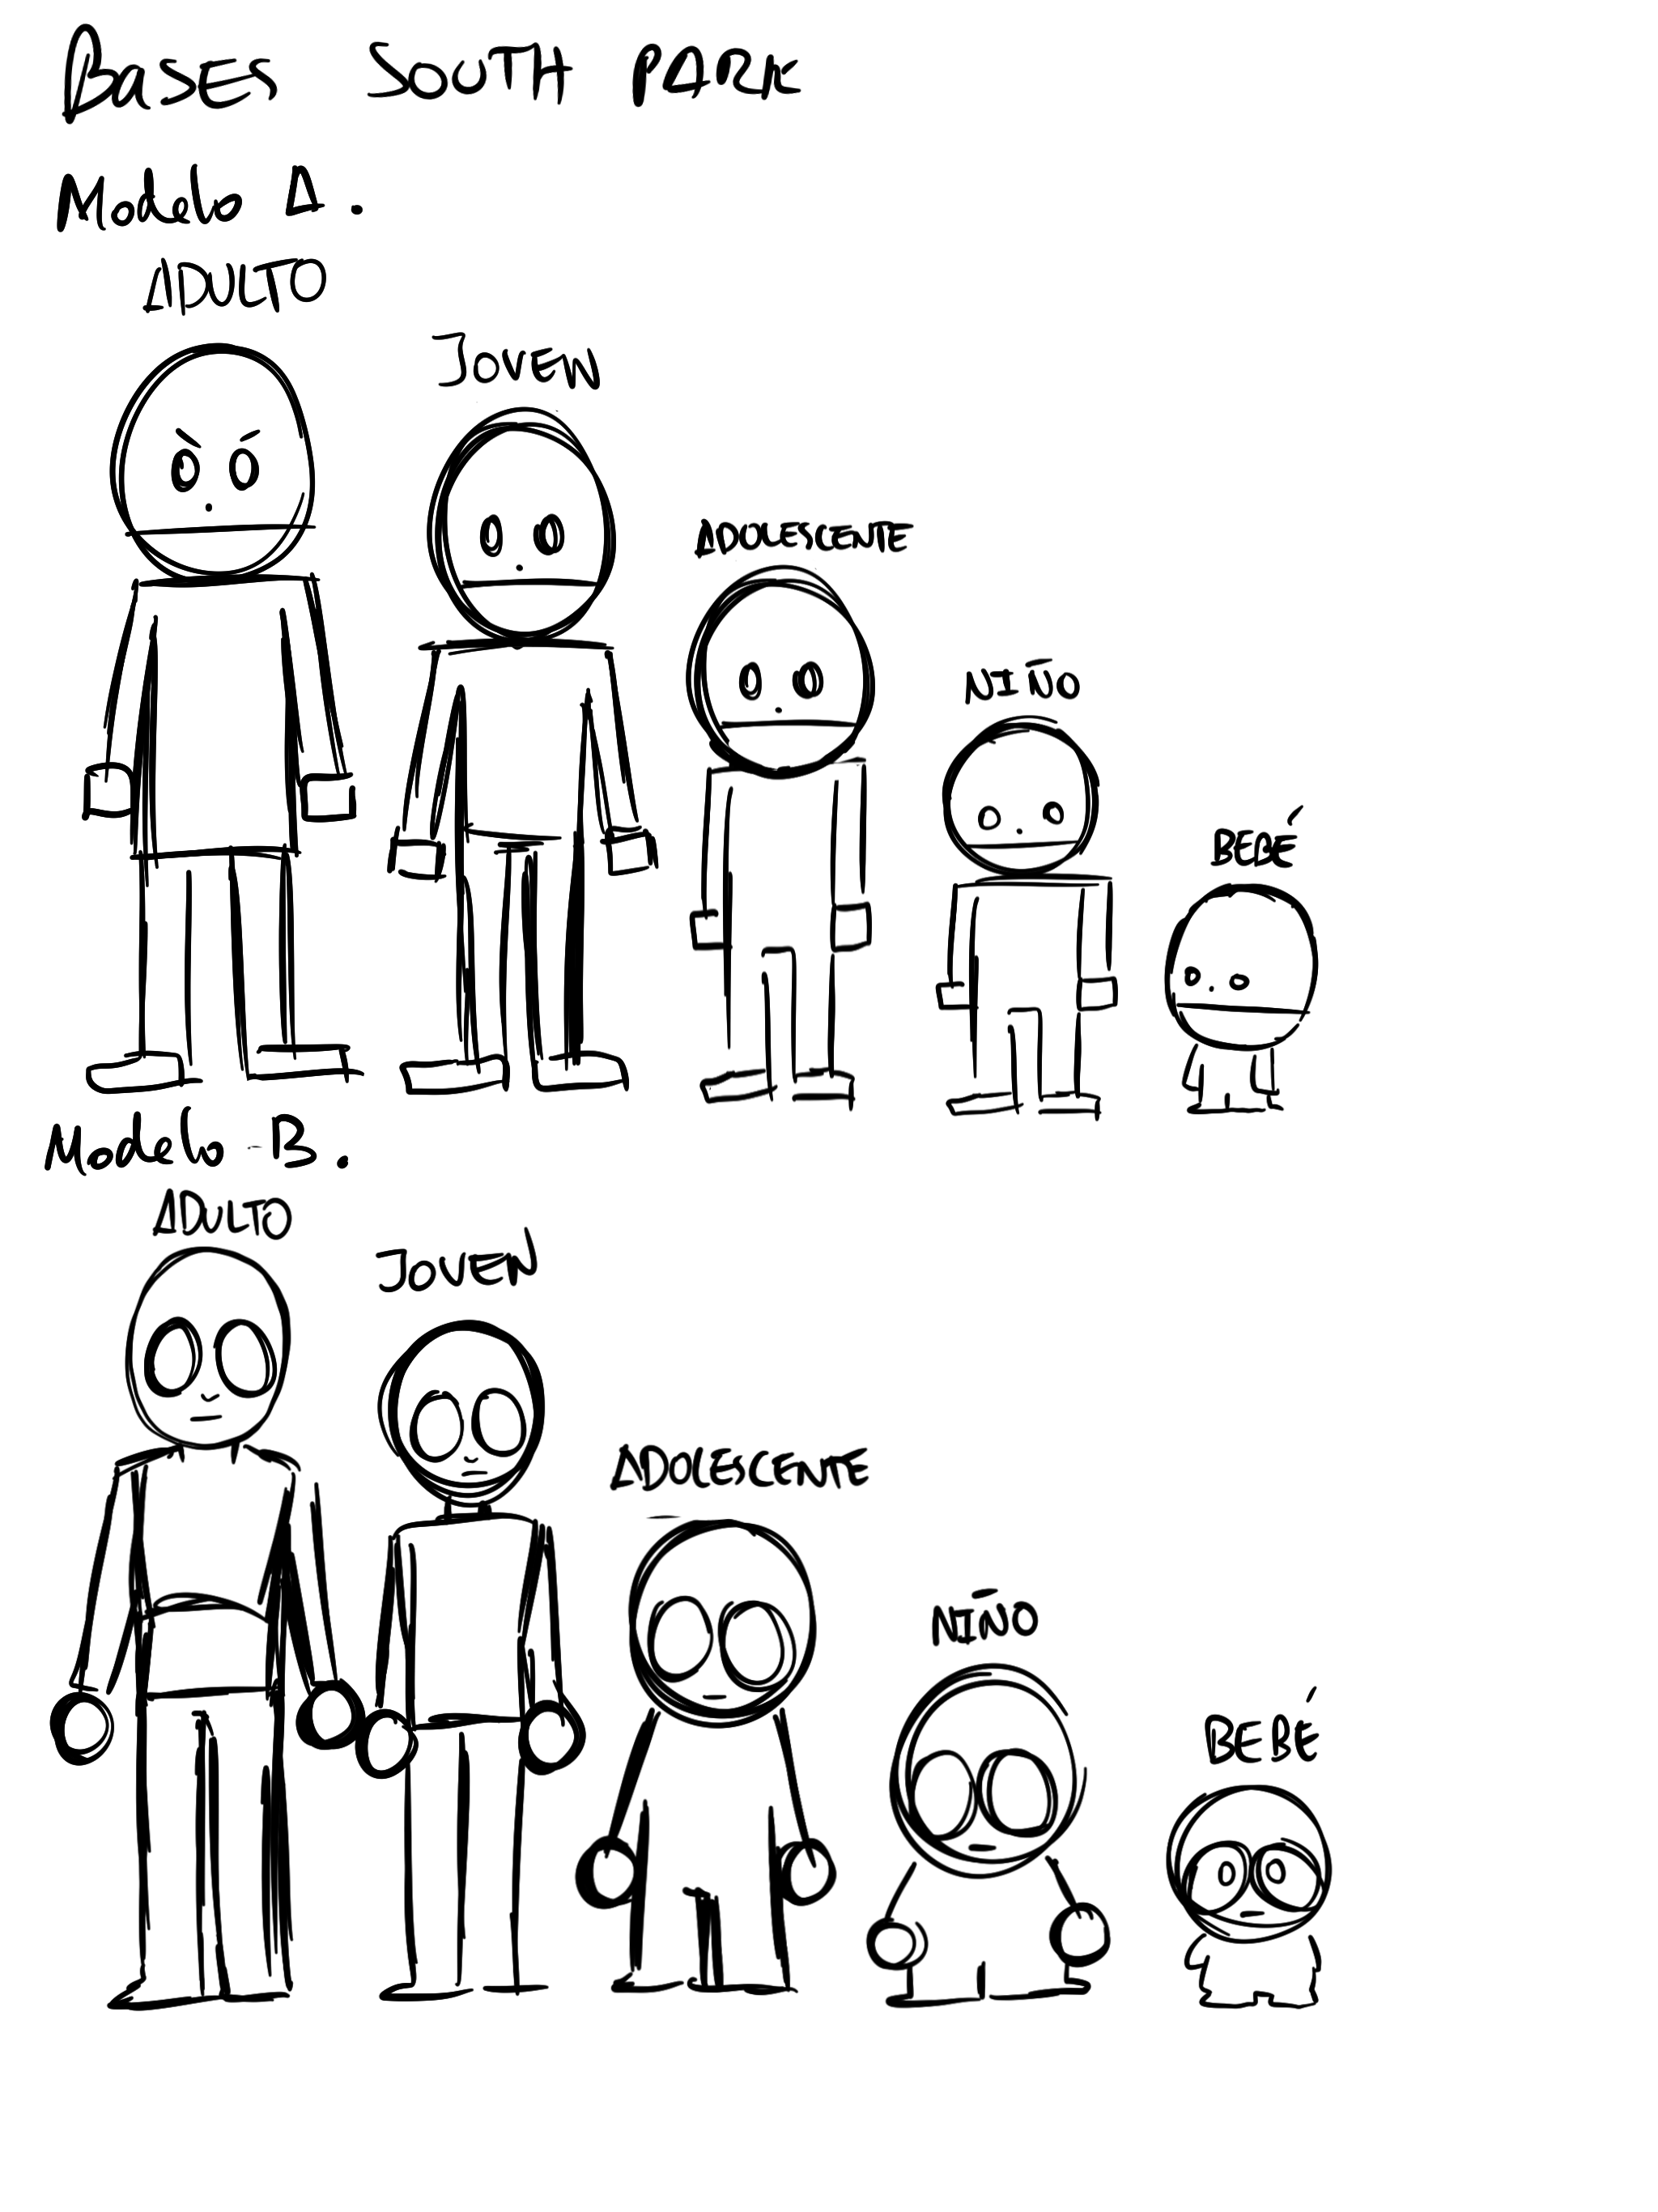 BASES SOUTH PARK
Modelo A.
ADULTO
JOVEN
ADOLESCENTE
NIÑO
BEBÉ
Modelo B.
ADULTO
JOVEN
ADOLESCENTE
NIÑO
BEBÉ